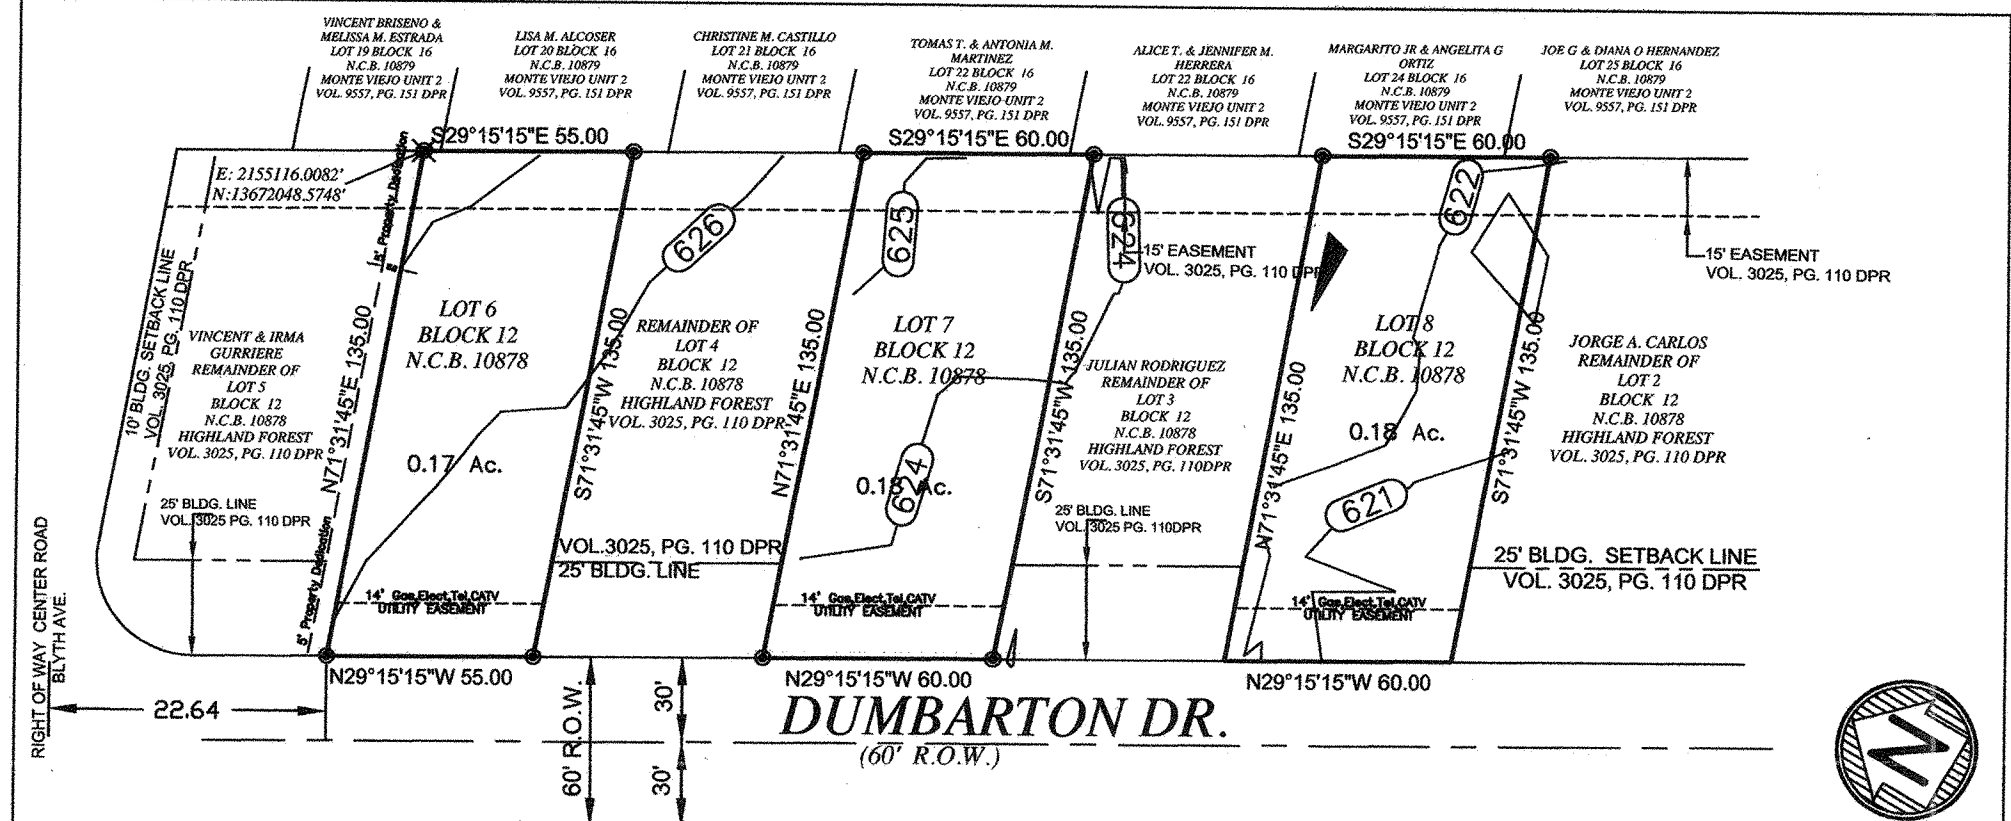 VINCENT BRISENO &
MELISSA M. ESTRADA
LOT 19 BLOCK 16
N.C.B. 10879
MONTE VIEJO UNIT 2
VOL. 9557, PG. 151 DPR
LISA M. ALCOSER
LOT 20 BLOCK 16
N.C.B. 10879
MONTE VIEJO UNIT 2
VOL. 9557, PG. 151 DPR
CHRISTINE M. CASTILLO
LOT 21 BLOCK 16
N.C.B. 10879
MONTE VIEJO UNIT 2
VOL. 9557, PG. 151 DPR
TOMAS T. & ANTONIA M.
MARTINEZ
LOT 22 BLOCK 16
N.C.B. 10879
MONTE VIEJO UNIT 2
VOL. 9557, PG. 151 DPR
ALICE T. & JENNIFER M.
HERRERA
LOT 22 BLOCK 16
N.C.B. 10879
MONTE VIEJO UNIT 2
VOL. 9557, PG. 151 DPR
MARGARITO JR & ANGELITA G
ORTIZ
LOT 24 BLOCK 16
N.C.B. 10879
MONTE VIEJO UNIT 2
VOL. 9557, PG. 151 DPR
JOE G & DIANA O HERNANDEZ
LOT 25 BLOCK 16
N.C.B. 10879
MONTE VIEJO UNIT 2
VOL. 9557, PG. 151 DPR
S29°15'15"E 55.00
S29°15'15"E 60.00
S29°15'15"E 60.00
E: 2155116.0082'
N:13672048.5748'
5' Property Dedication
626
625
624
622
15' EASEMENT
VOL. 3025, PG. 110 DPR
15' EASEMENT
VOL. 3025, PG. 110 DPR
10' BLDG. SETBACK LINE
VOL. 3025, PG. 110 DPR
VINCENT & IRMA
GURRIERE
REMAINDER OF
LOT 5
BLOCK 12
N.C.B. 10878
HIGHLAND FOREST
VOL. 3025, PG. 110 DPR
N71°31'45"E 135.00
LOT 6
BLOCK 12
N.C.B. 10878
0.17 Ac.
S71°31'45"W 135.00
REMAINDER OF
LOT 4
BLOCK 12
N.C.B. 10878
HIGHLAND FOREST
VOL. 3025, PG. 110 DPR
N71°31'45"E 135.00
LOT 7
BLOCK 12
N.C.B. 10878
0.18 Ac.
624
S71°31'45"W 135.00
JULIAN RODRIGUEZ
REMAINDER OF
LOT 3
BLOCK 12
N.C.B. 10878
HIGHLAND FOREST
VOL. 3025, PG. 110DPR
N71°31'45"E 135.00
LOT 8
BLOCK 12
N.C.B. 10878
0.18 Ac.
621
S71°31'45"W 135.00
JORGE A. CARLOS
REMAINDER OF
LOT 2
BLOCK 12
N.C.B. 10878
HIGHLAND FOREST
VOL. 3025, PG. 110 DPR
25' BLDG. LINE
VOL. 3025 PG. 110 DPR
5' Property Dedication
VOL.3025, PG. 110 DPR
25' BLDG. LINE
25' BLDG. LINE
VOL. 3025 PG. 110DPR
25' BLDG. SETBACK LINE
VOL. 3025, PG. 110 DPR
14' Gas,Elect,Tel,CATV
UTILITY EASEMENT
14' Gas,Elect,Tel,CATV
UTILITY EASEMENT
14' Gas,Elect,Tel,CATV
UTILITY EASEMENT
RIGHT OF WAY CENTER ROAD
BLYTH AVE.
N29°15'15"W 55.00
N29°15'15"W 60.00
N29°15'15"W 60.00
22.64
60' R.O.W.
30'
30'
DUMBARTON DR.
(60' R.O.W.)
N